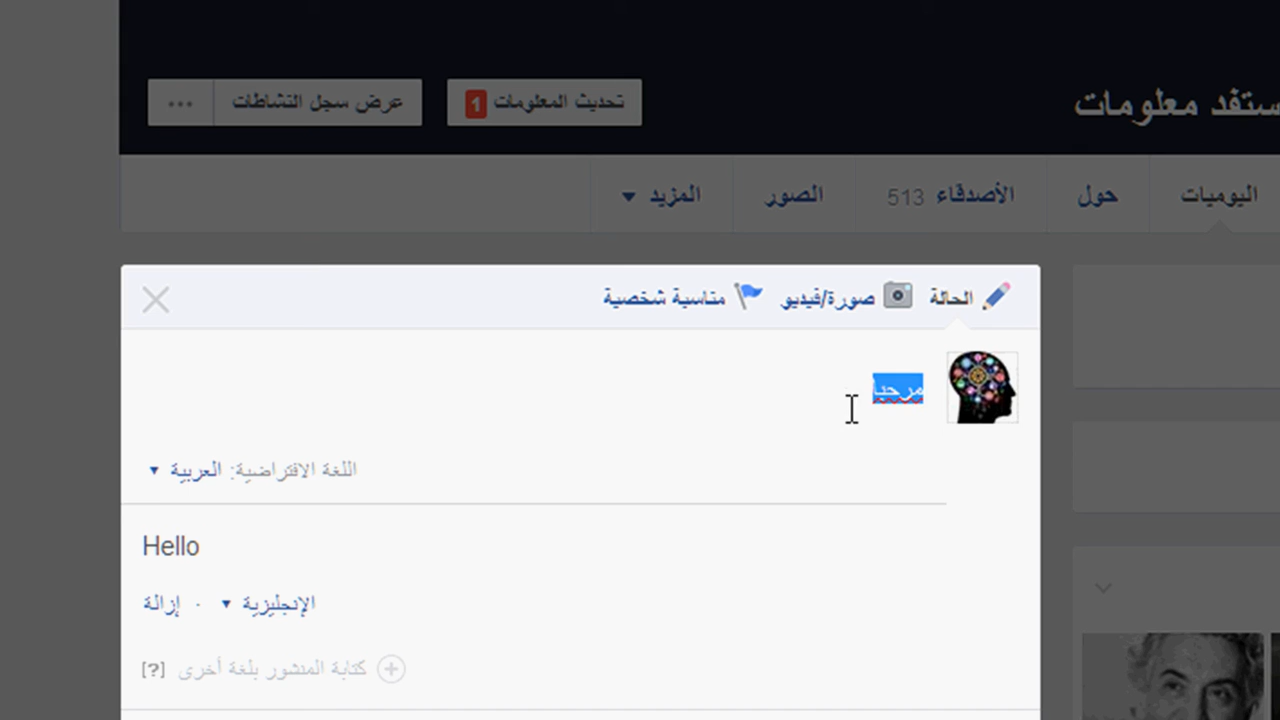 ستفد معلومات
تحديث المعلومات 1
عرض سجل النشاطات ...
اليوميات
حول
الأصدقاء 513
الصور
المزيد
الحالة
صورة/فيديو
مناسبة شخصية
مرحبا
اللغة الافتراضية: العربية
Hello
الإنجليزية · إزالة
كتابة المنشور بلغة أخرى [?]